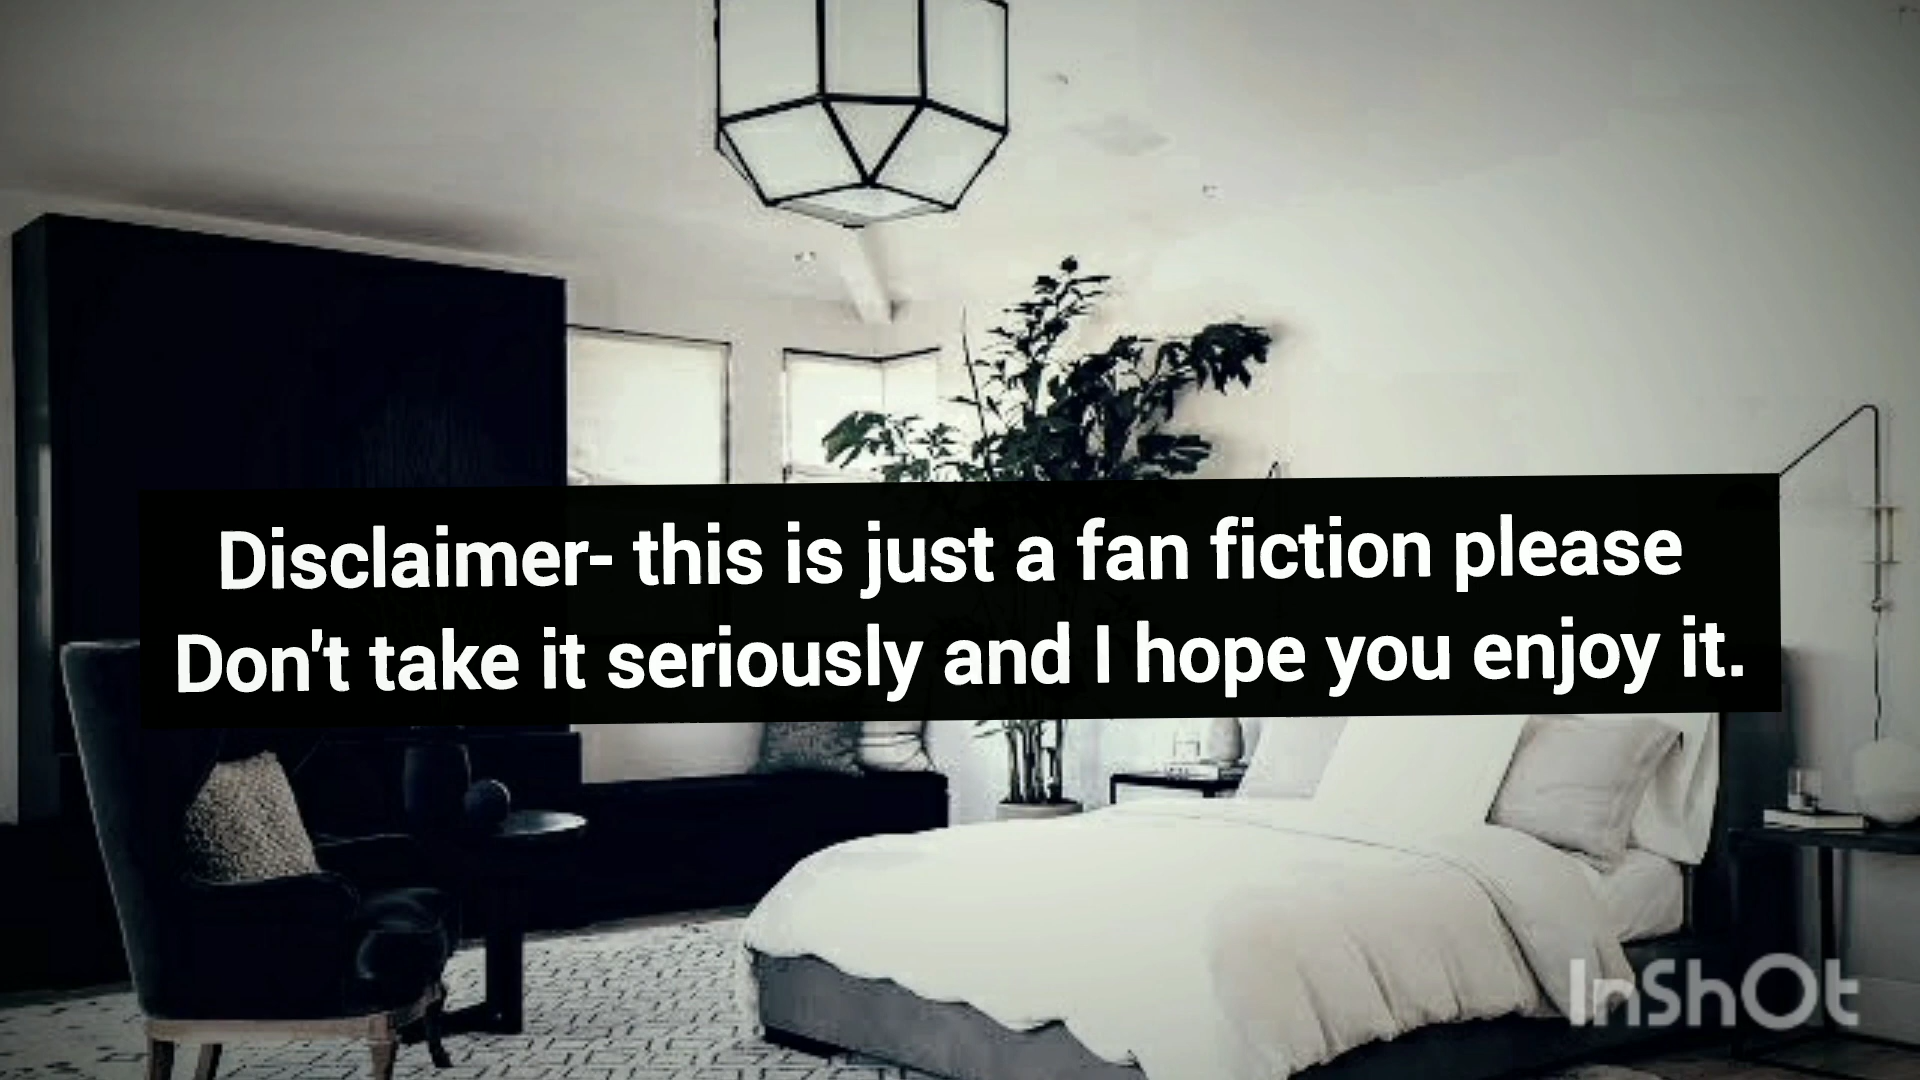 Disclaimer- this is just a fan fiction please
Don't take it seriously and I hope you enjoy it.
InShOt